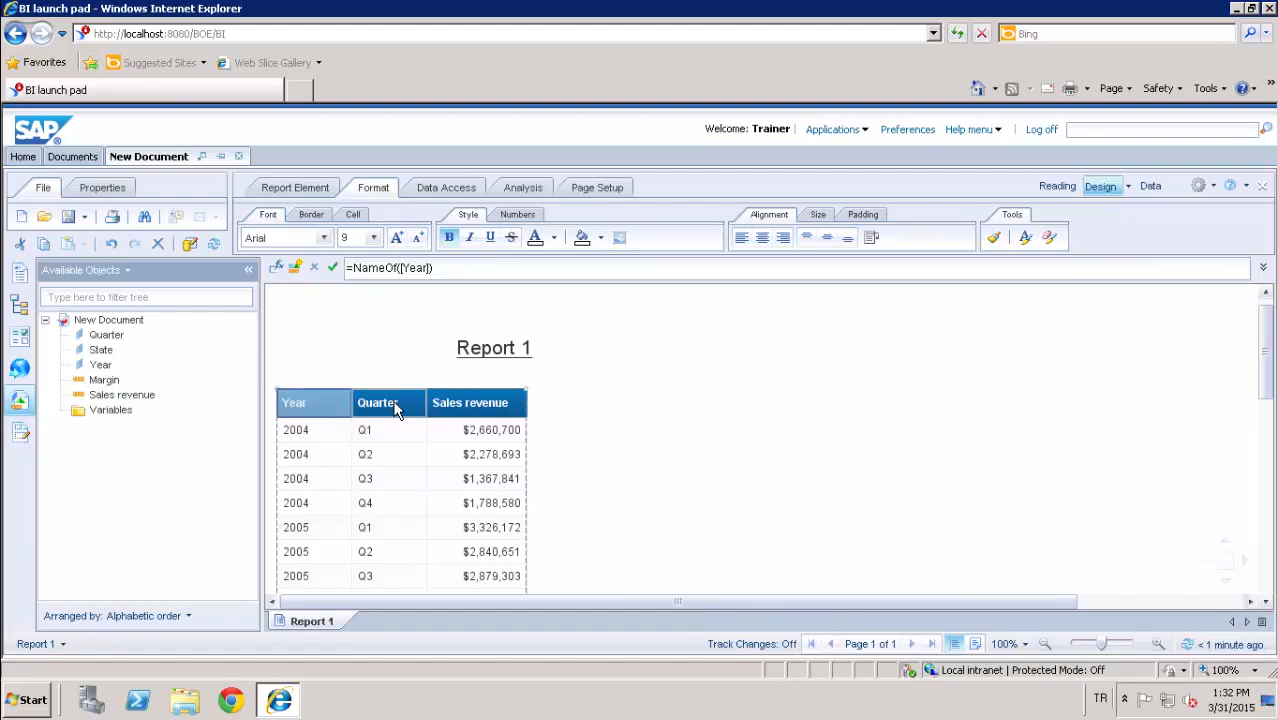 BI launch pad - Windows Internet Explorer
http://localhost:8080/BOE/BI
Bing
Favorites
Suggested Sites
Web Slice Gallery
BI launch pad
Page
Safety
Tools
SAP
Welcome: Trainer
Applications
Preferences
Help menu
Log off
Home
Documents
New Document
File
Properties
Report Element
Format
Data Access
Analysis
Page Setup
Reading
Design
Data
Font
Border
Cell
Style
Numbers
Alignment
Size
Padding
Tools
Arial
9
A
A
B
I
U
S
A
Available Objects
=NameOf([Year])
Type here to filter tree
New Document
Quarter
State
Year
Margin
Sales revenue
Variables
Report 1
Year Quarter Sales revenue
2004 Q1 $2,660,700
2004 Q2 $2,278,693
2004 Q3 $1,367,841
2004 Q4 $1,788,580
2005 Q1 $3,326,172
2005 Q2 $2,840,651
2005 Q3 $2,879,303
Arranged by: Alphabetic order
Report 1
Report 1
Track Changes: Off
Page 1 of 1
100%
< 1 minute ago
Local intranet | Protected Mode: Off
100%
Start
TR
1:32 PM
3/31/2015